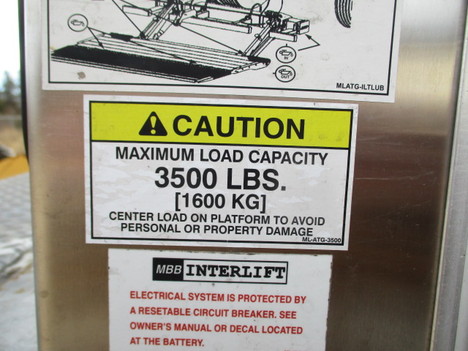 IN
OUT
MLATG-ILTLUB
CAUTION
MAXIMUM LOAD CAPACITY
3500 LBS.
[1600 KG]
CENTER LOAD ON PLATFORM TO AVOID
PERSONAL OR PROPERTY DAMAGE
ML-ATG-3500
MBB INTERLIFT
ELECTRICAL SYSTEM IS PROTECTED BY
A RESETABLE CIRCUIT BREAKER. SEE
OWNER'S MANUAL OR DECAL LOCATED
AT THE BATTERY.